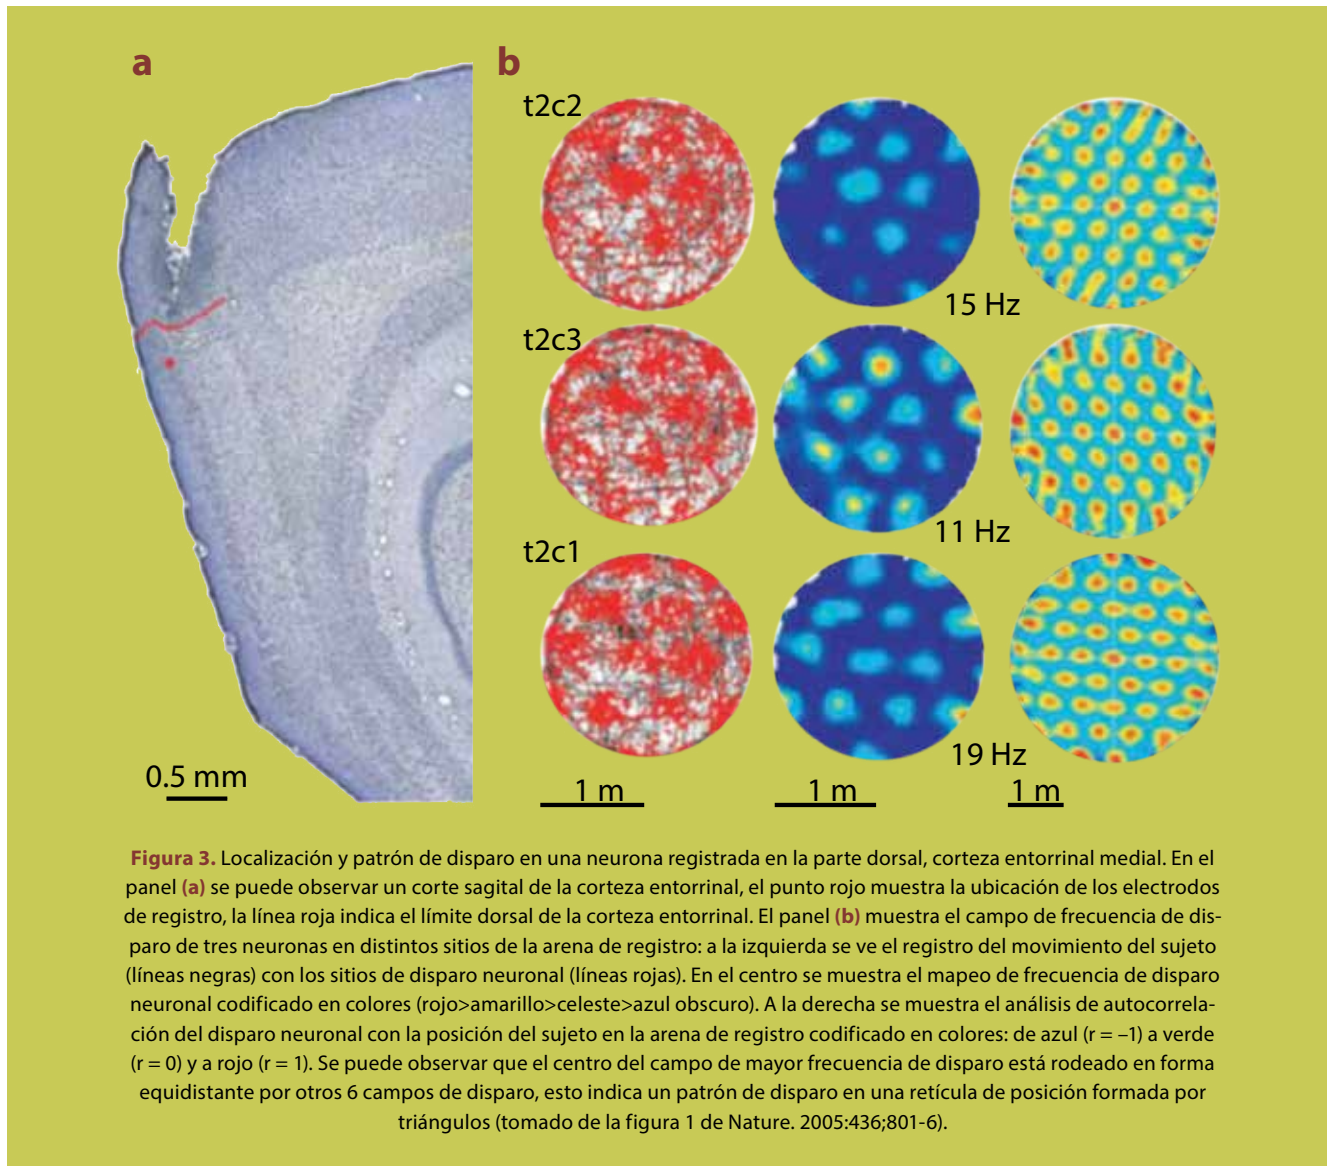 a
b
t2c2
15 Hz
t2c3
11 Hz
t2c1
19 Hz
0.5 mm
1 m
1 m
1 m
Figura 3. Localización y patrón de disparo en una neurona registrada en la parte dorsal, corteza entorrinal medial. En el
panel (a) se puede observar un corte sagital de la corteza entorrinal, el punto rojo muestra la ubicación de los electrodos
de registro, la línea roja indica el límite dorsal de la corteza entorrinal. El panel (b) muestra el campo de frecuencia de dis-
paro de tres neuronas en distintos sitios de la arena de registro: a la izquierda se ve el registro del movimiento del sujeto
(líneas negras) con los sitios de disparo neuronal (líneas rojas). En el centro se muestra el mapeo de frecuencia de disparo
neuronal codificado en colores (rojo>amarillo>celeste>azul obscuro). A la derecha se muestra el análisis de autocorrela-
ción del disparo neuronal con la posición del sujeto en la arena de registro codificado en colores: de azul (r = –1) a verde
(r = 0) y a rojo (r = 1). Se puede observar que el centro del campo de mayor frecuencia de disparo está rodeado en forma
equidistante por otros 6 campos de disparo, esto indica un patrón de disparo en una retícula de posición formada por
triángulos (tomado de la figura 1 de Nature. 2005:436;801-6).